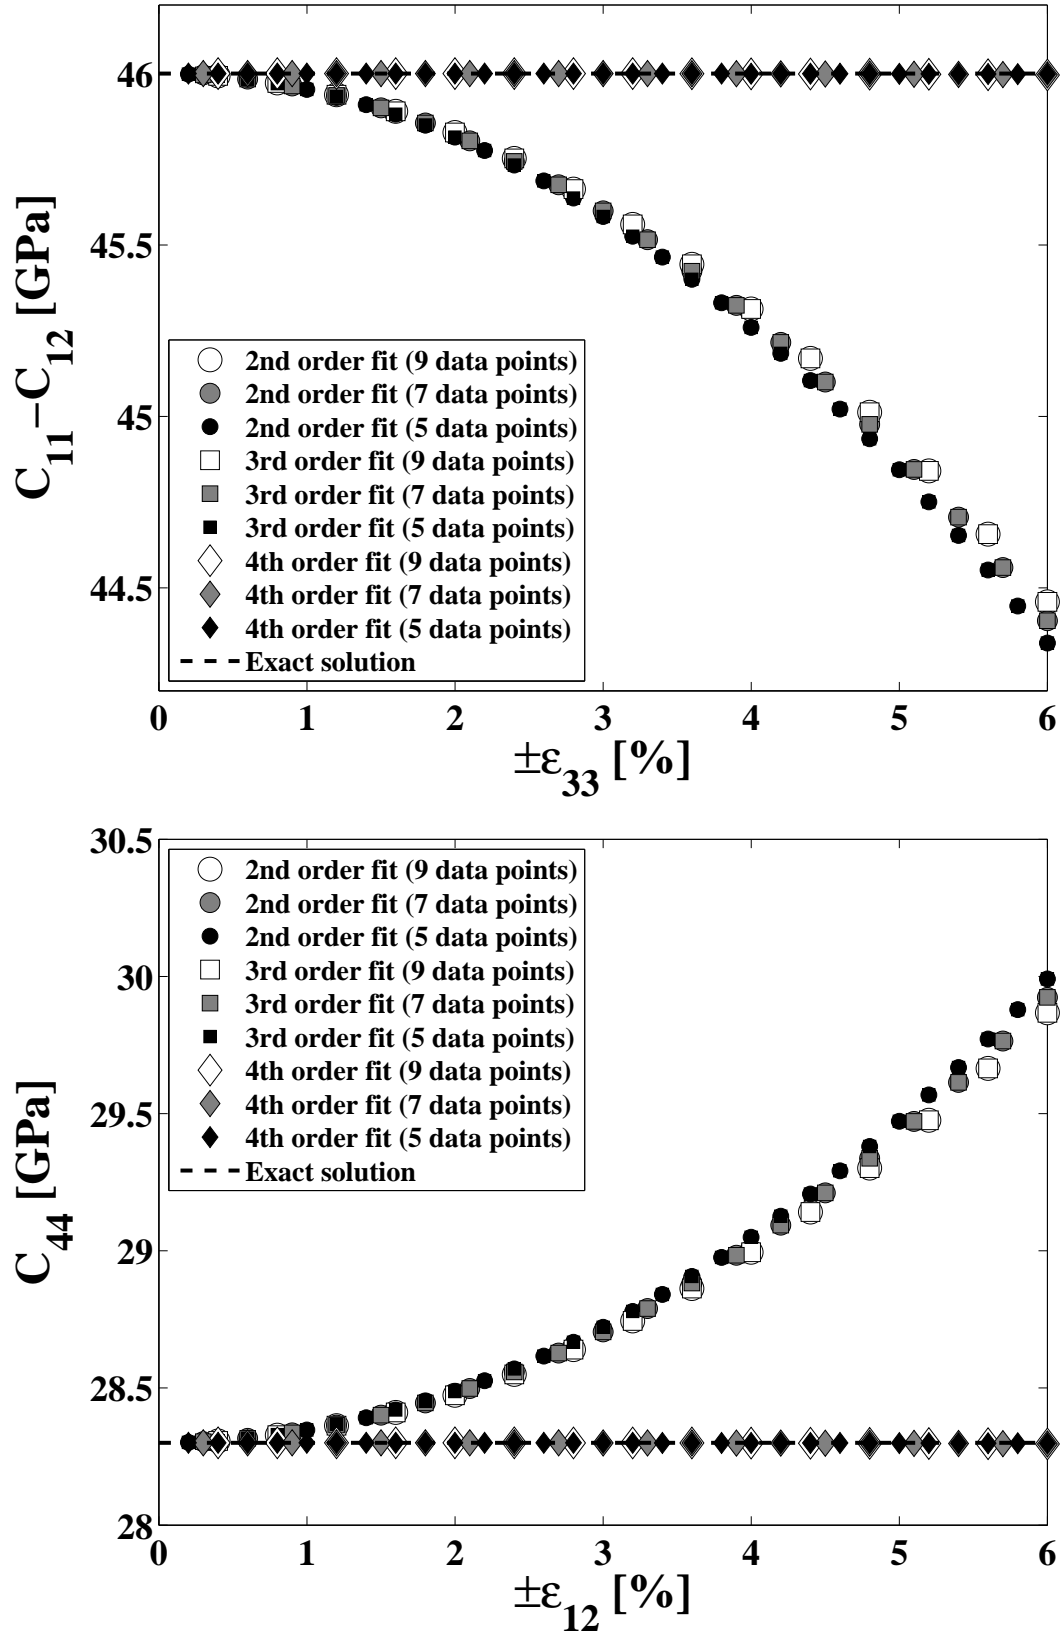 46
45.5
45
44.5
C11−C12 [GPa]
2nd order fit (9 data points)
2nd order fit (7 data points)
2nd order fit (5 data points)
3rd order fit (9 data points)
3rd order fit (7 data points)
3rd order fit (5 data points)
4th order fit (9 data points)
4th order fit (7 data points)
4th order fit (5 data points)
Exact solution
0 1 2 3 4 5 6
±ε33 [%]
30.5
30
29.5
29
28.5
28
C44 [GPa]
2nd order fit (9 data points)
2nd order fit (7 data points)
2nd order fit (5 data points)
3rd order fit (9 data points)
3rd order fit (7 data points)
3rd order fit (5 data points)
4th order fit (9 data points)
4th order fit (7 data points)
4th order fit (5 data points)
Exact solution
0 1 2 3 4 5 6
±ε12 [%]